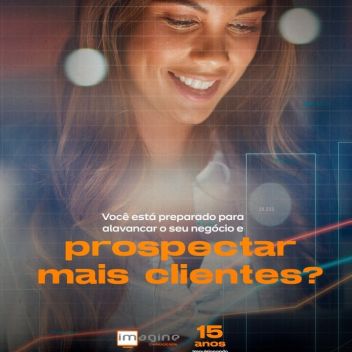 Você está preparado para
alavancar o seu negócio e
prospectar
mais clientes?
imagine
15
anos